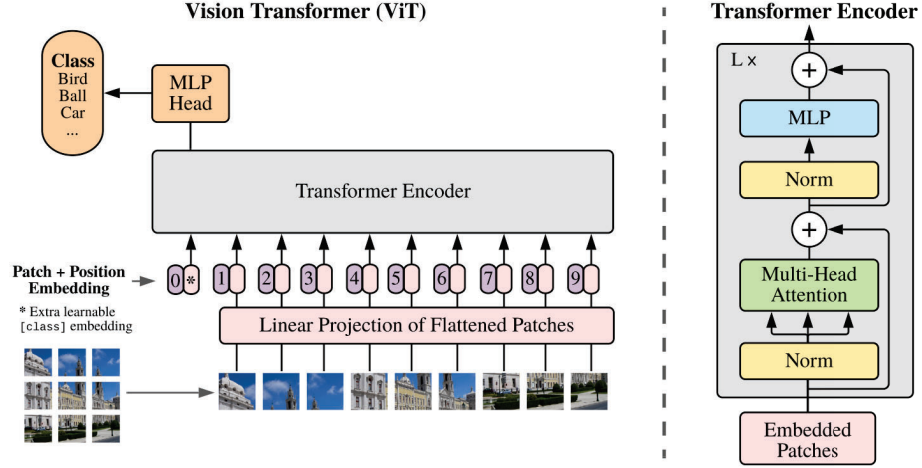 Vision Transformer (ViT)
Class
Bird
Ball
Car
...
MLP
Head
Transformer Encoder
Patch + Position
Embedding
0 * 1 2 3 4 5 6 7 8 9
* Extra learnable
[class] embedding
Linear Projection of Flattened Patches
Transformer Encoder
L ×
+
MLP
Norm
+
Multi-Head
Attention
Norm
Embedded
Patches